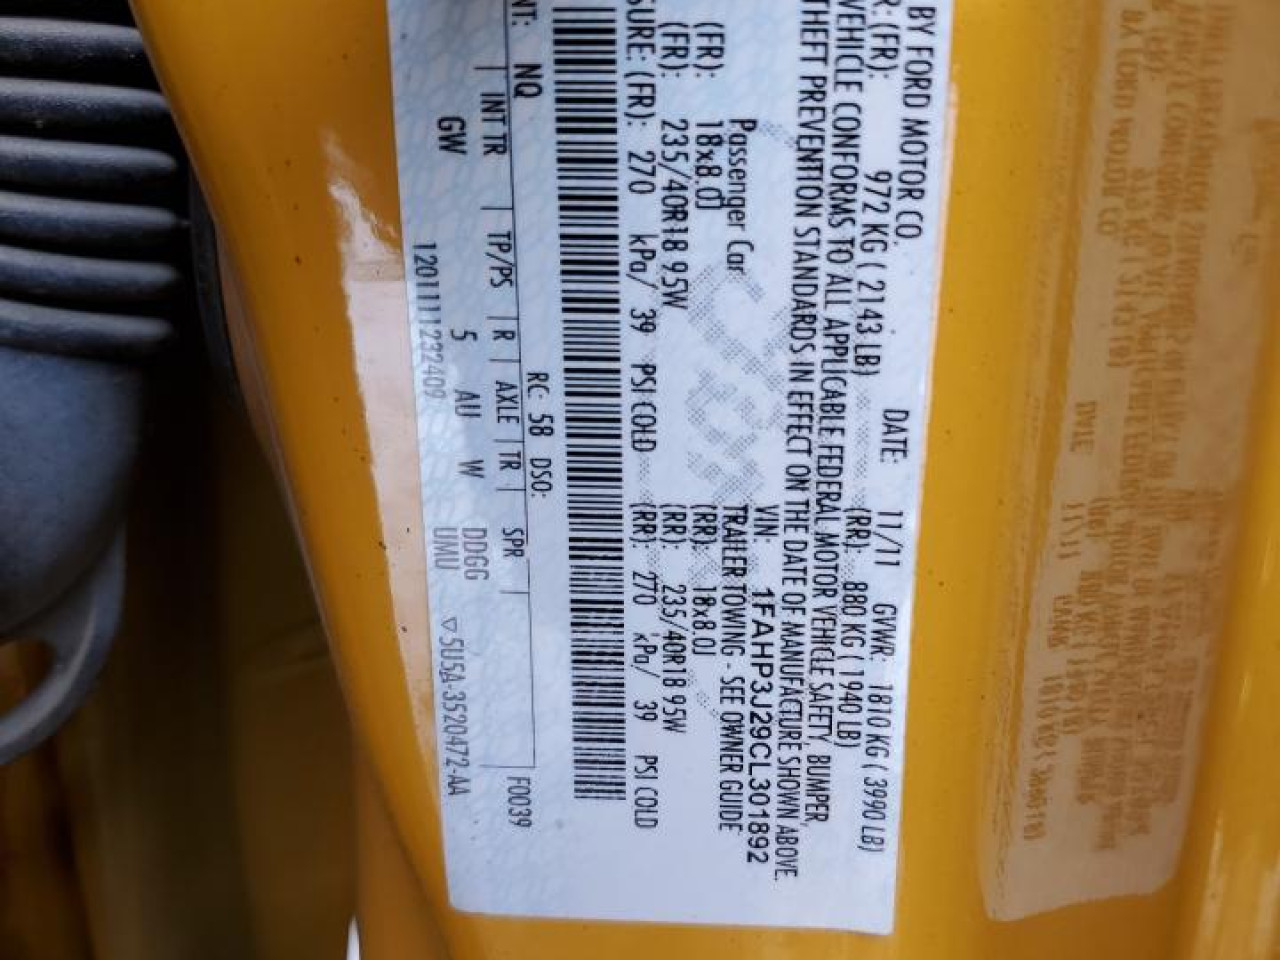 BY FORD MOTOR CO.
DATE: 11/11 GVWR: 1810 KG ( 3990 LB)
R: (FR): 972 KG ( 2143 LB) (RR): 880 KG ( 1940 LB)
VEHICLE CONFORMS TO ALL APPLICABLE FEDERAL MOTOR VEHICLE SAFETY, BUMPER,
THEFT PREVENTION STANDARDS IN EFFECT ON THE DATE OF MANUFACTURE SHOWN ABOVE.
VIN: 1FAHP3J29CL301892
Passenger Car TRAILER TOWING - SEE OWNER GUIDE
(FR): 18x8.0J (RR): 18x8.0J
(FR): 235/40R18 95W (RR): 235/40R18 95W
SURE: (FR): 270 kPa/ 39 PSI COLD (RR): 270 kPa/ 39 PSI COLD
NT: NQ RC: 58 DSO: F0039
INT TR TP/PS R AXLE TR SPR
GW 5 AU W DDGG
1201111232409 UMU ▽5U5A-3520472-AA